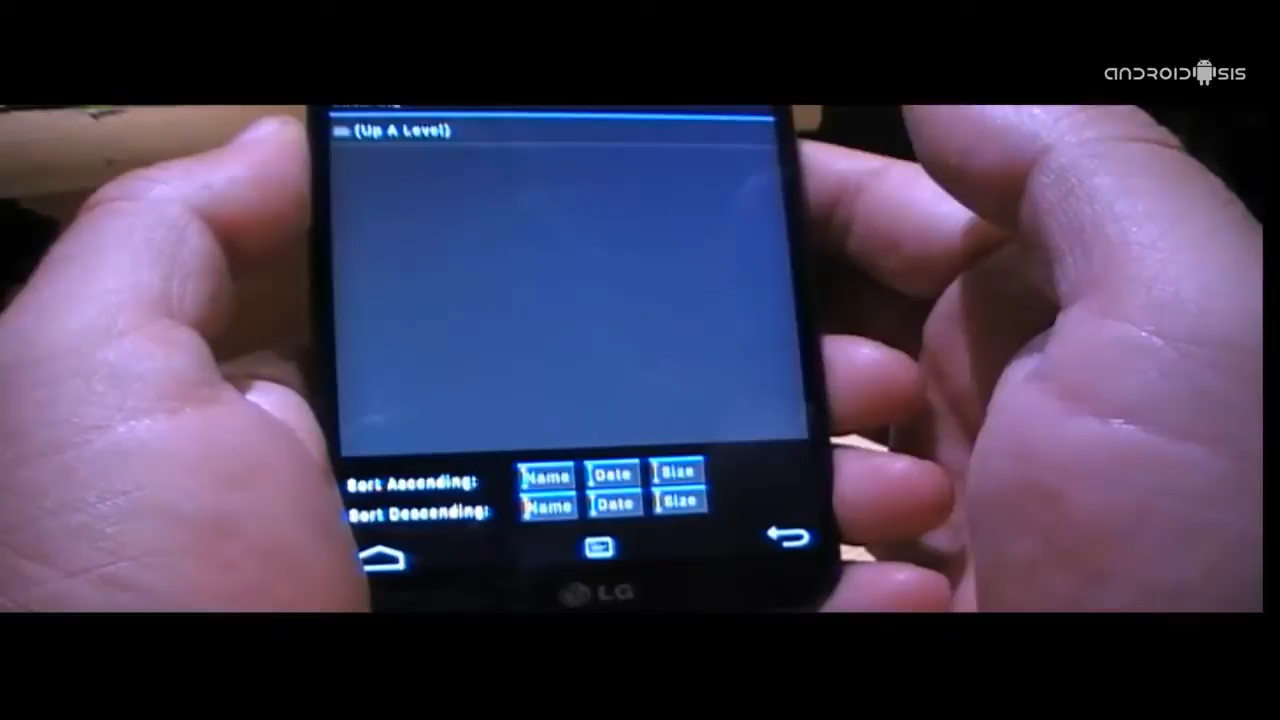 ANDROIDSIS
(Up A Level)
Sort Ascending: Name Date Size
Sort Descending: Name Date Size
LG